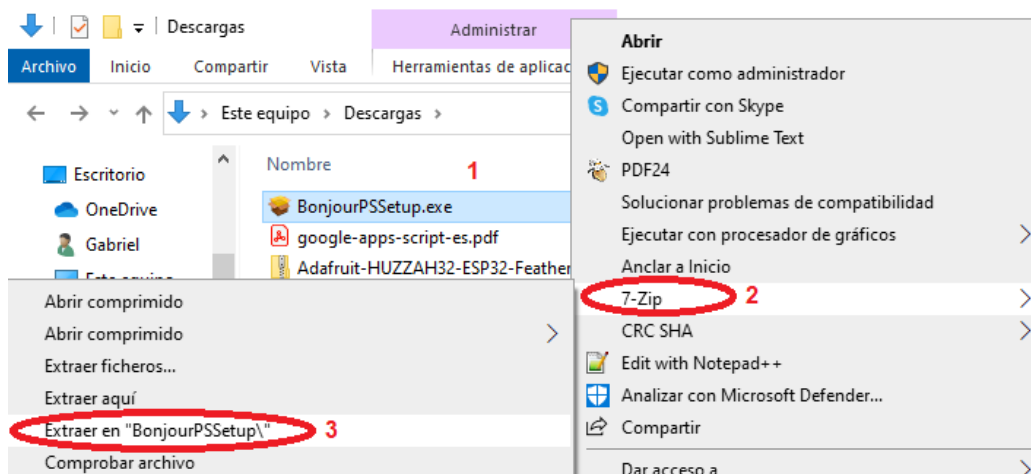 Descargas
Administrar
Archivo Inicio Compartir Vista Herramientas de aplicac
Este equipo Descargas
Escritorio
OneDrive
Gabriel
Este equipo
Nombre
1
BonjourPSSetup.exe
google-apps-script-es.pdf
Adafruit-HUZZAH32-ESP32-Feather
Abrir
Ejecutar como administrador
Compartir con Skype
Open with Sublime Text
PDF24
Solucionar problemas de compatibilidad
Ejecutar con procesador de gráficos
Anclar a Inicio
7-Zip 2
CRC SHA
Edit with Notepad++
Analizar con Microsoft Defender...
Compartir
Dar acceso a
Abrir comprimido
Abrir comprimido
Extraer ficheros...
Extraer aquí
Extraer en "BonjourPSSetup\" 3
Comprobar archivo